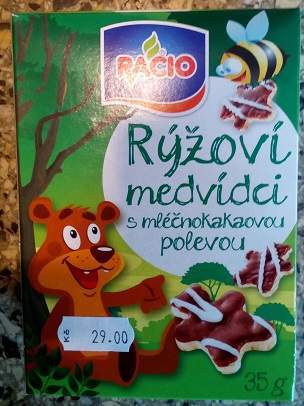 RACIO
Rýžoví
medvídci
s mléčnokakaovou
polevou
Kč 29.00
35 g